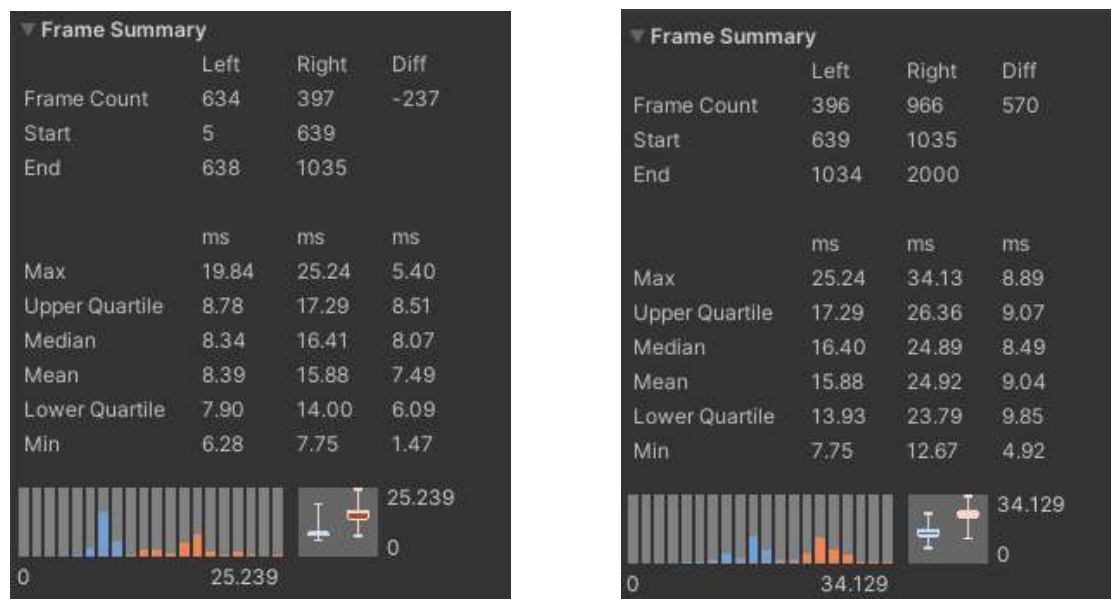 Frame Summary
Left Right Diff
Frame Count 634 397 -237
Start 5 639
End 638 1035
ms ms ms
Max 19.84 25.24 5.40
Upper Quartile 8.78 17.29 8.51
Median 8.34 16.41 8.07
Mean 8.39 15.88 7.49
Lower Quartile 7.90 14.00 6.09
Min 6.28 7.75 1.47
25.239
0
0 25.239
Frame Summary
Left Right Diff
Frame Count 396 966 570
Start 639 1035
End 1034 2000
ms ms ms
Max 25.24 34.13 8.89
Upper Quartile 17.29 26.36 9.07
Median 16.40 24.89 8.49
Mean 15.88 24.92 9.04
Lower Quartile 13.93 23.79 9.85
Min 7.75 12.67 4.92
34.129
0
0 34.129